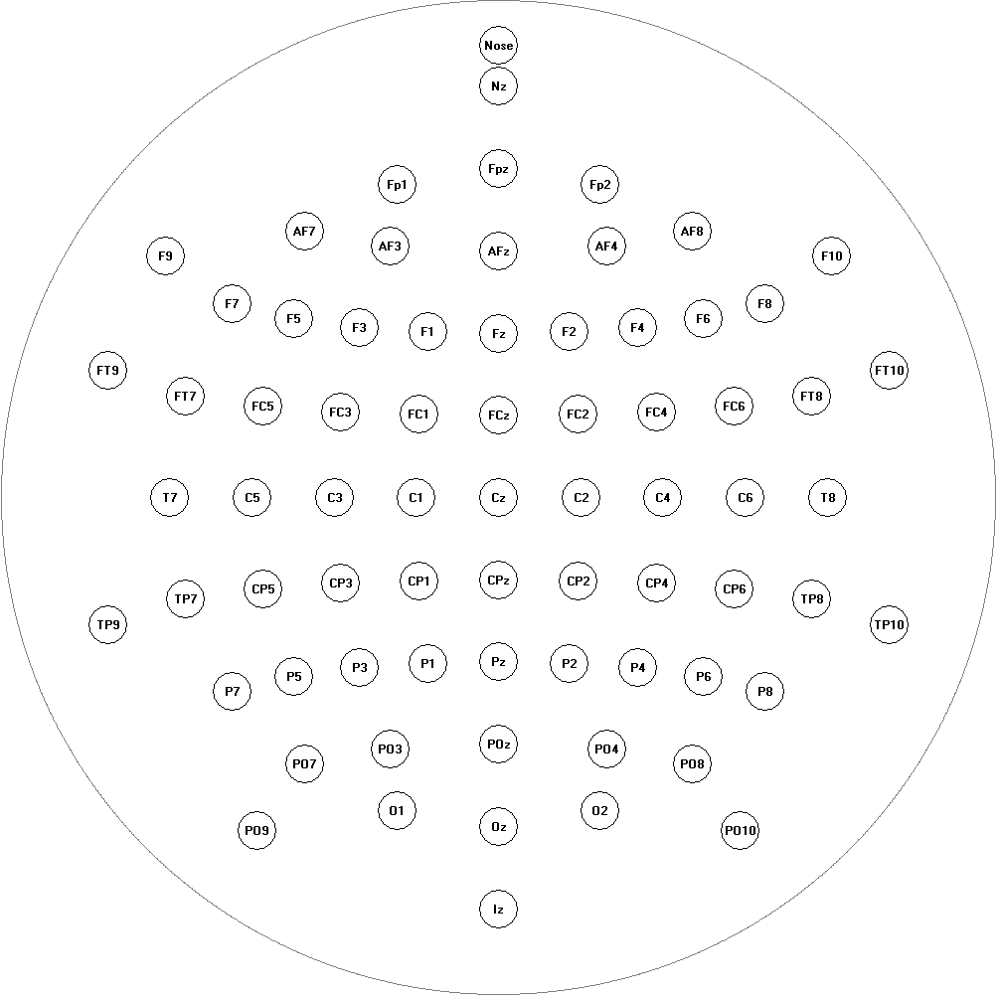 Nose
Nz
Fp1 Fpz Fp2
AF7 AF3 AFz AF4 AF8
F9 F10
F7 F5 F3 F1 Fz F2 F4 F6 F8
FT9 FT10
FT7 FC5 FC3 FC1 FCz FC2 FC4 FC6 FT8
T7 C5 C3 C1 Cz C2 C4 C6 T8
TP7 CP5 CP3 CP1 CPz CP2 CP4 CP6 TP8
TP9 TP10
P7 P5 P3 P1 Pz P2 P4 P6 P8
PO7 PO3 POz PO4 PO8
O1 Oz O2
PO9 PO10
Iz